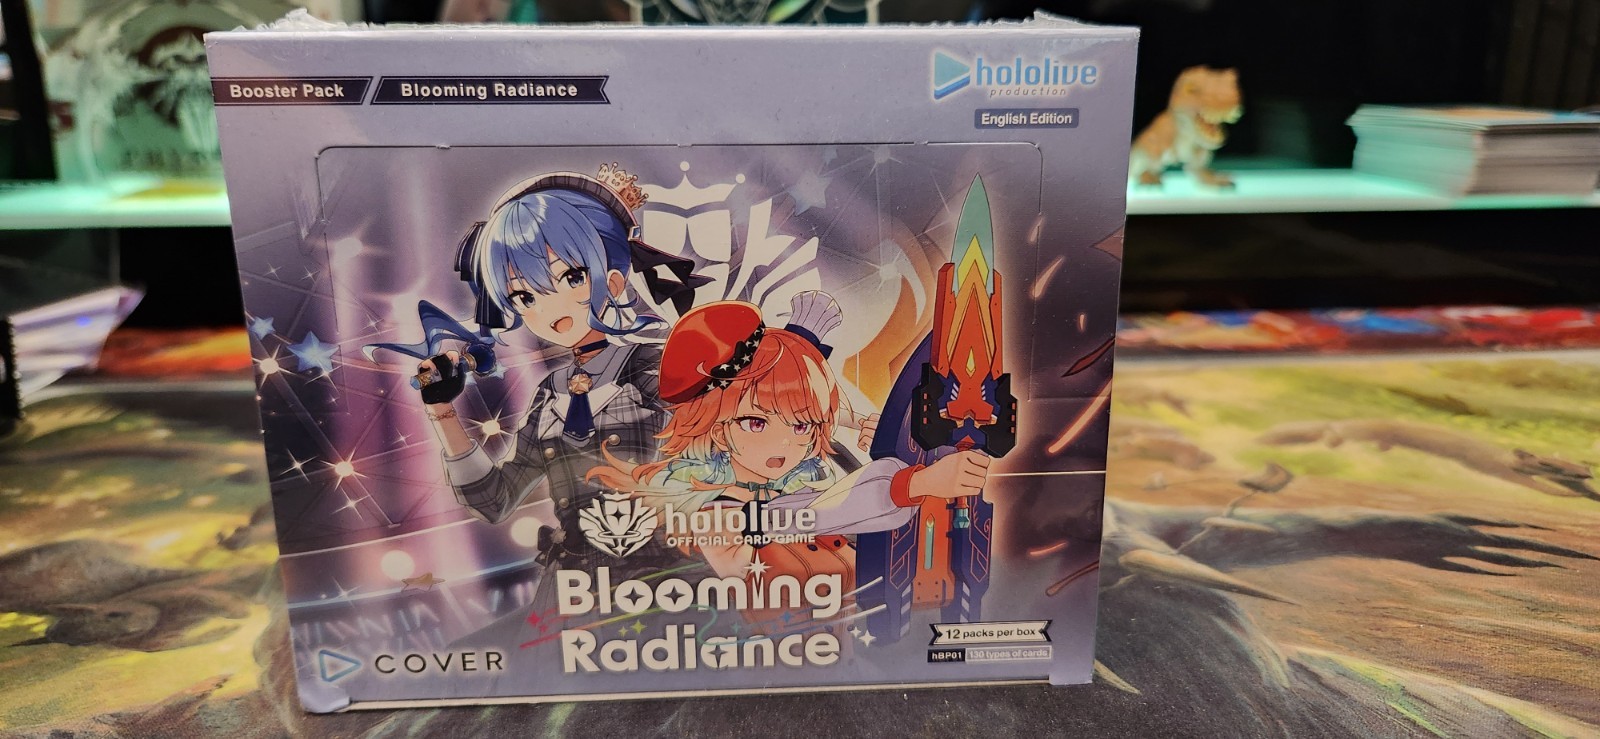 Booster Pack
Blooming Radiance
hololive
production
English Edition
hololive
OFFICIAL CARD GAME
Blooming
Radiance
12 packs per box
hBP01 130 types of cards
COVER